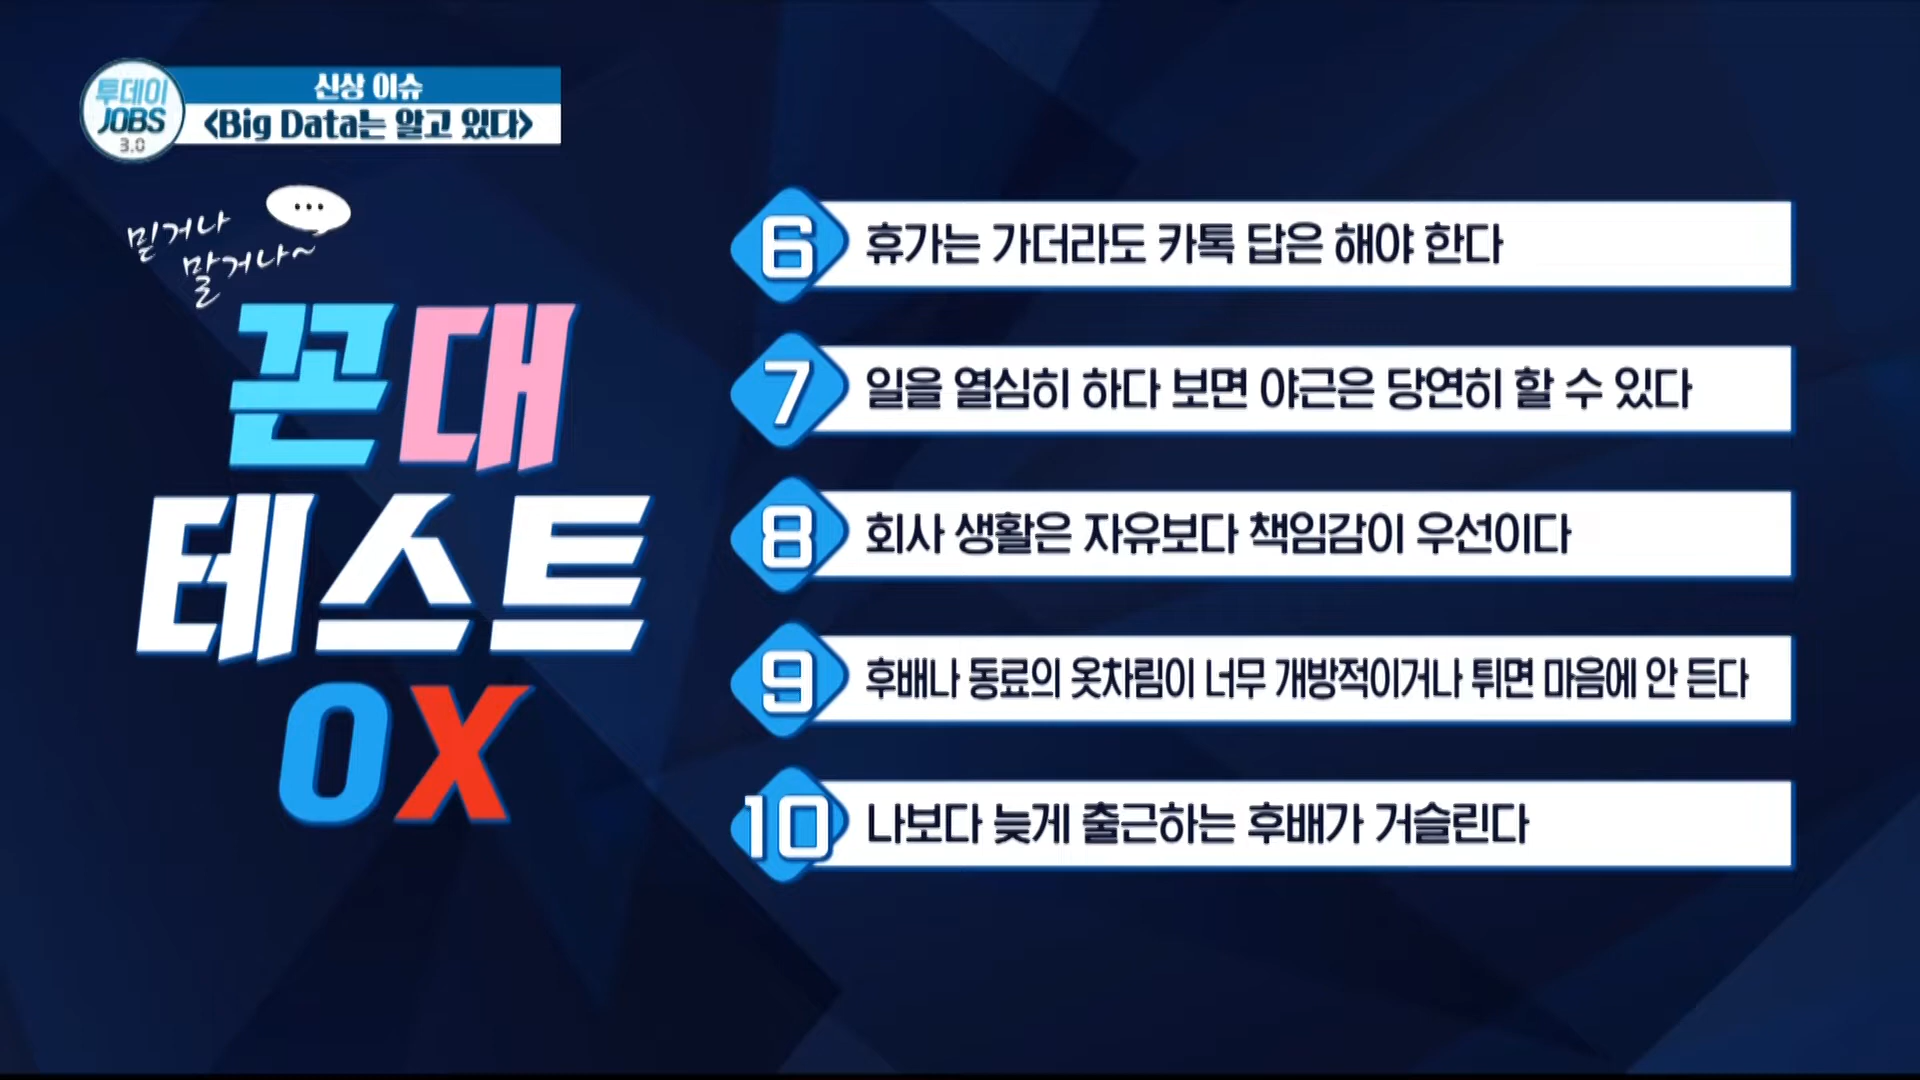 투데이
JOBS
3.0
신상 이슈
<Big Data는 알고 있다>
믿거나
말거나~
꼰대
테스트
OX
6 휴가는 가더라도 카톡 답은 해야 한다
7 일을 열심히 하다 보면 야근은 당연히 할 수 있다
8 회사 생활은 자유보다 책임감이 우선이다
9 후배나 동료의 옷차림이 너무 개방적이거나 튀면 마음에 안 든다
10 나보다 늦게 출근하는 후배가 거슬린다